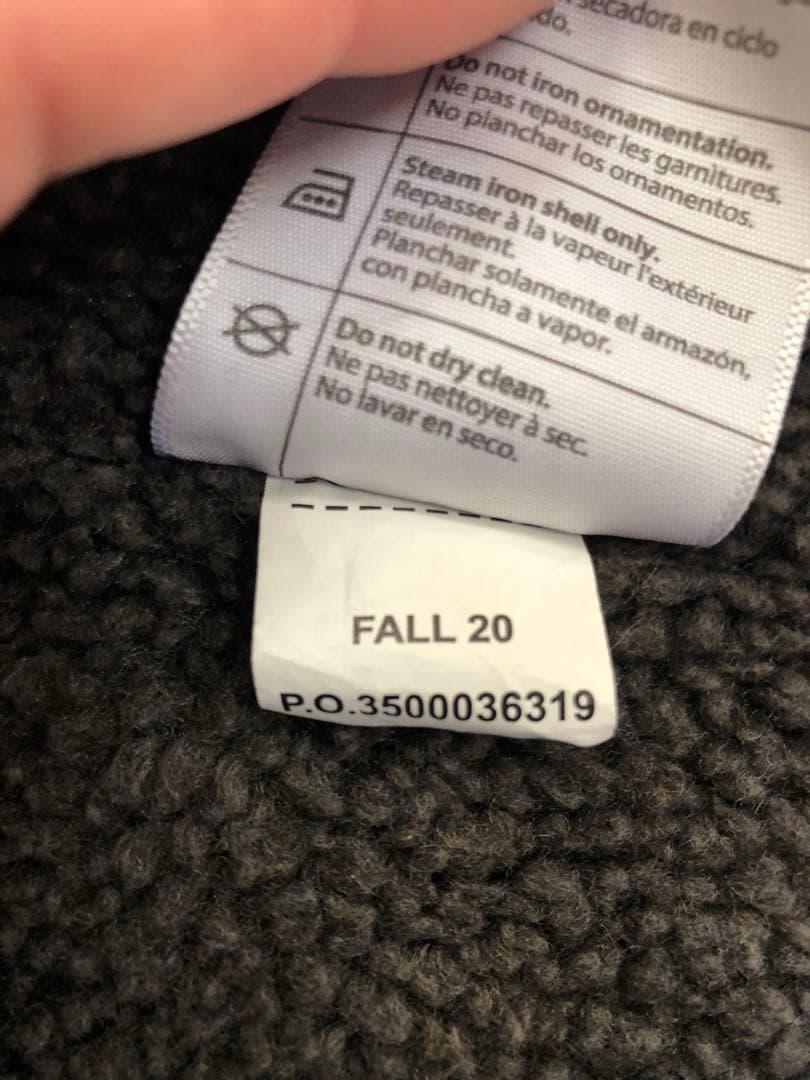 secadora en ciclo
do.
Do not iron ornamentation.
Ne pas repasser les garnitures.
No planchar los ornamentos.
Steam iron shell only.
Repasser à la vapeur l'extérieur
seulement.
Planchar solamente el armazón,
con plancha a vapor.
Do not dry clean.
Ne pas nettoyer à sec.
No lavar en seco.
FALL 20
P.O.3500036319